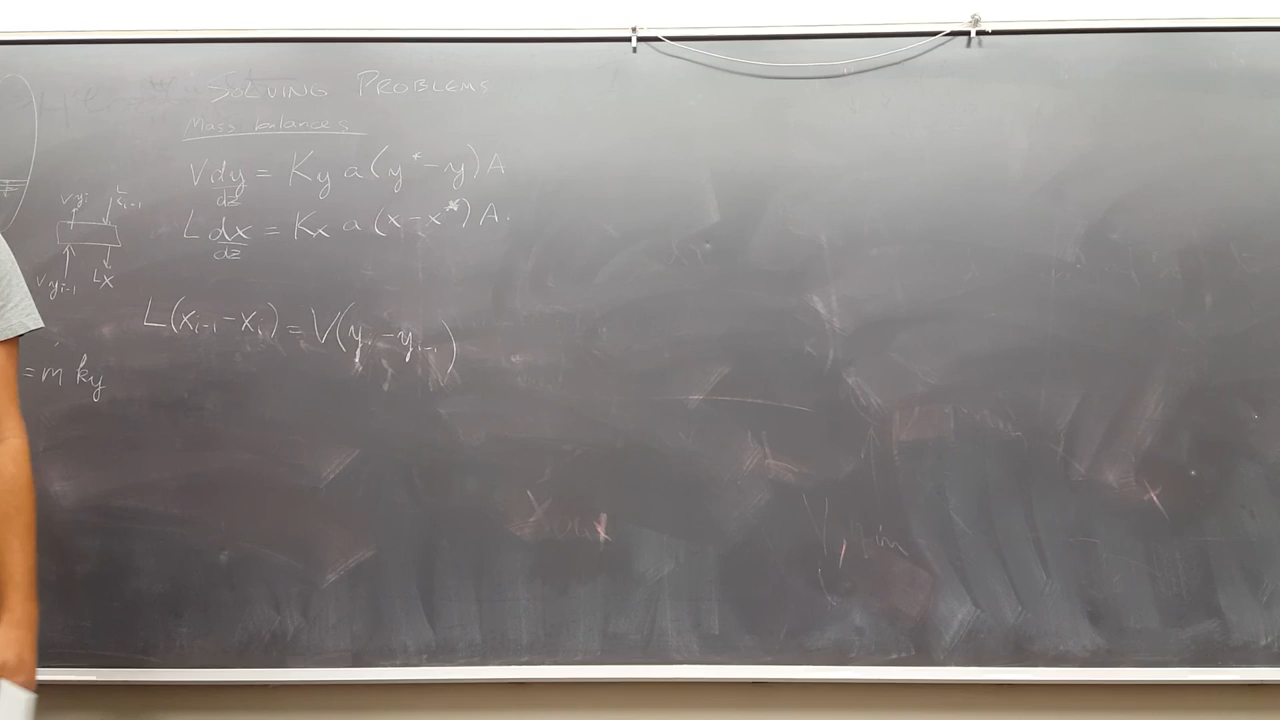 SOLVING PROBLEMS
Mass balances
V dy/dz = Ky a (y* - y) A
L dx/dz = Kx a (x - x*) A.
V yi L xi-1
V yi-1 L x
L(xi-1 - xi) = V(yi - yi-1)
= m ky